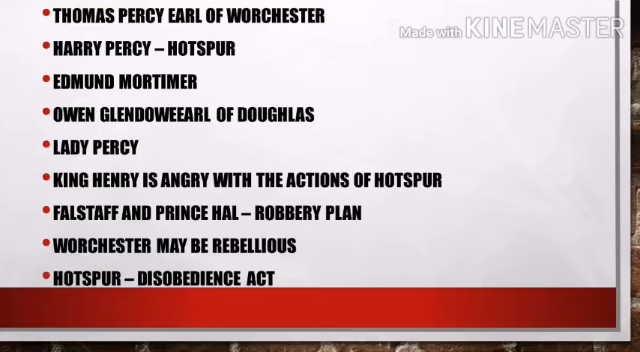 THOMAS PERCY EARL OF WORCHESTER
Made with KINEMASTER
HARRY PERCY – HOTSPUR
EDMUND MORTIMER
OWEN GLENDOWEEARL OF DOUGHLAS
LADY PERCY
KING HENRY IS ANGRY WITH THE ACTIONS OF HOTSPUR
FALSTAFF AND PRINCE HAL – ROBBERY PLAN
WORCHESTER MAY BE REBELLIOUS
HOTSPUR – DISOBEDIENCE ACT